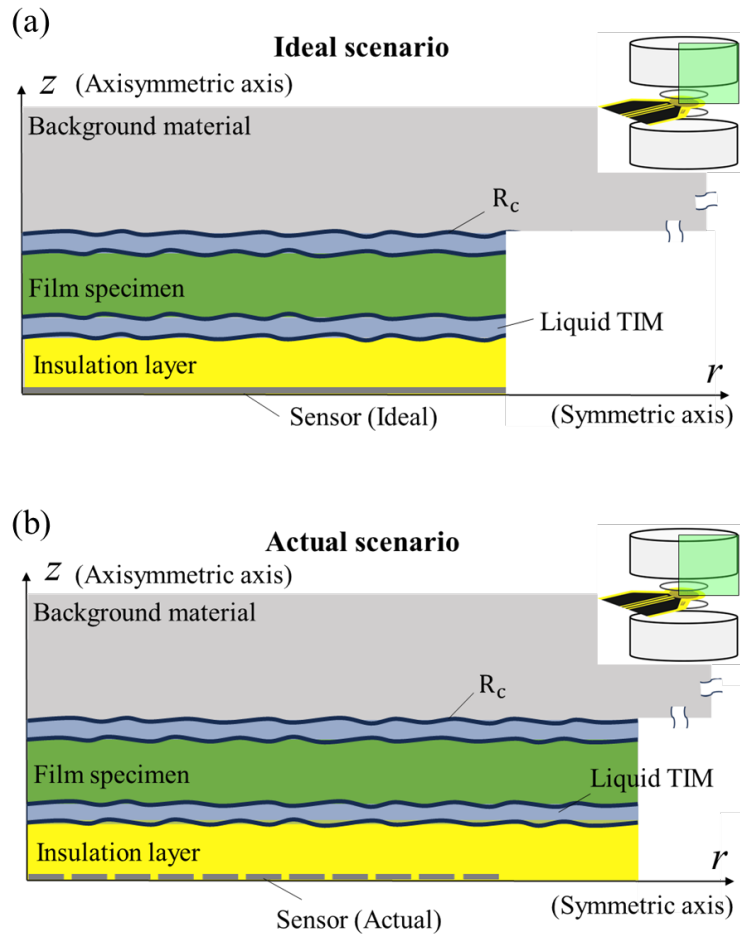 (a)
Ideal scenario
z (Axisymmetric axis)
Background material
Rc
Film specimen
Liquid TIM
Insulation layer
r
Sensor (Ideal)
(Symmetric axis)
(b)
Actual scenario
z (Axisymmetric axis)
Background material
Rc
Film specimen
Liquid TIM
Insulation layer
r
Sensor (Actual)
(Symmetric axis)